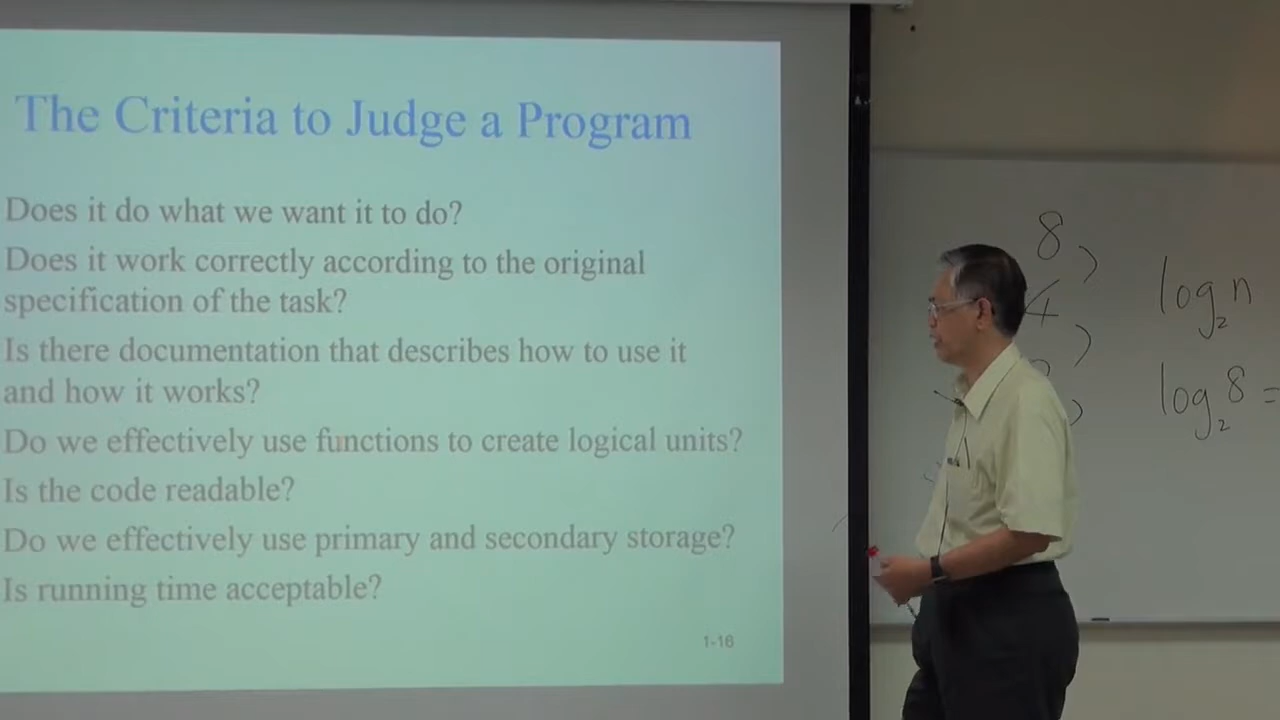 The Criteria to Judge a Program
Does it do what we want it to do?
Does it work correctly according to the original
specification of the task?
Is there documentation that describes how to use it
and how it works?
Do we effectively use functions to create logical units?
Is the code readable?
Do we effectively use primary and secondary storage?
Is running time acceptable?
1-16
8
4
log₂n
log₂8 =